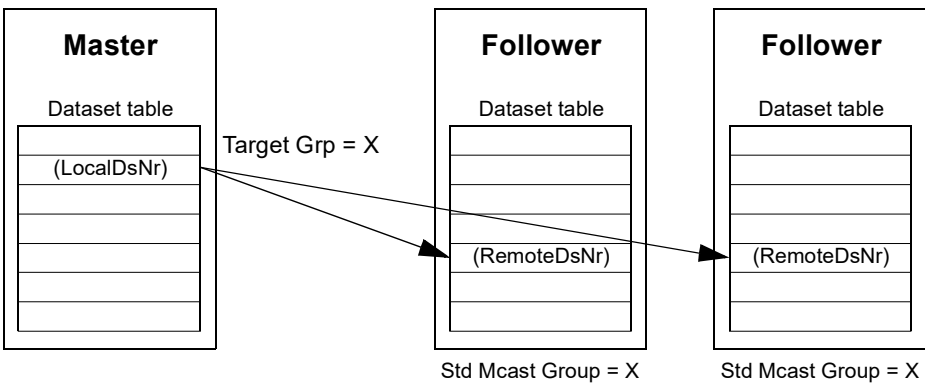 Master
Follower
Follower
Dataset table
Dataset table
Dataset table
Target Grp = X
(LocalDsNr)
(RemoteDsNr)
(RemoteDsNr)
Std Mcast Group = X
Std Mcast Group = X